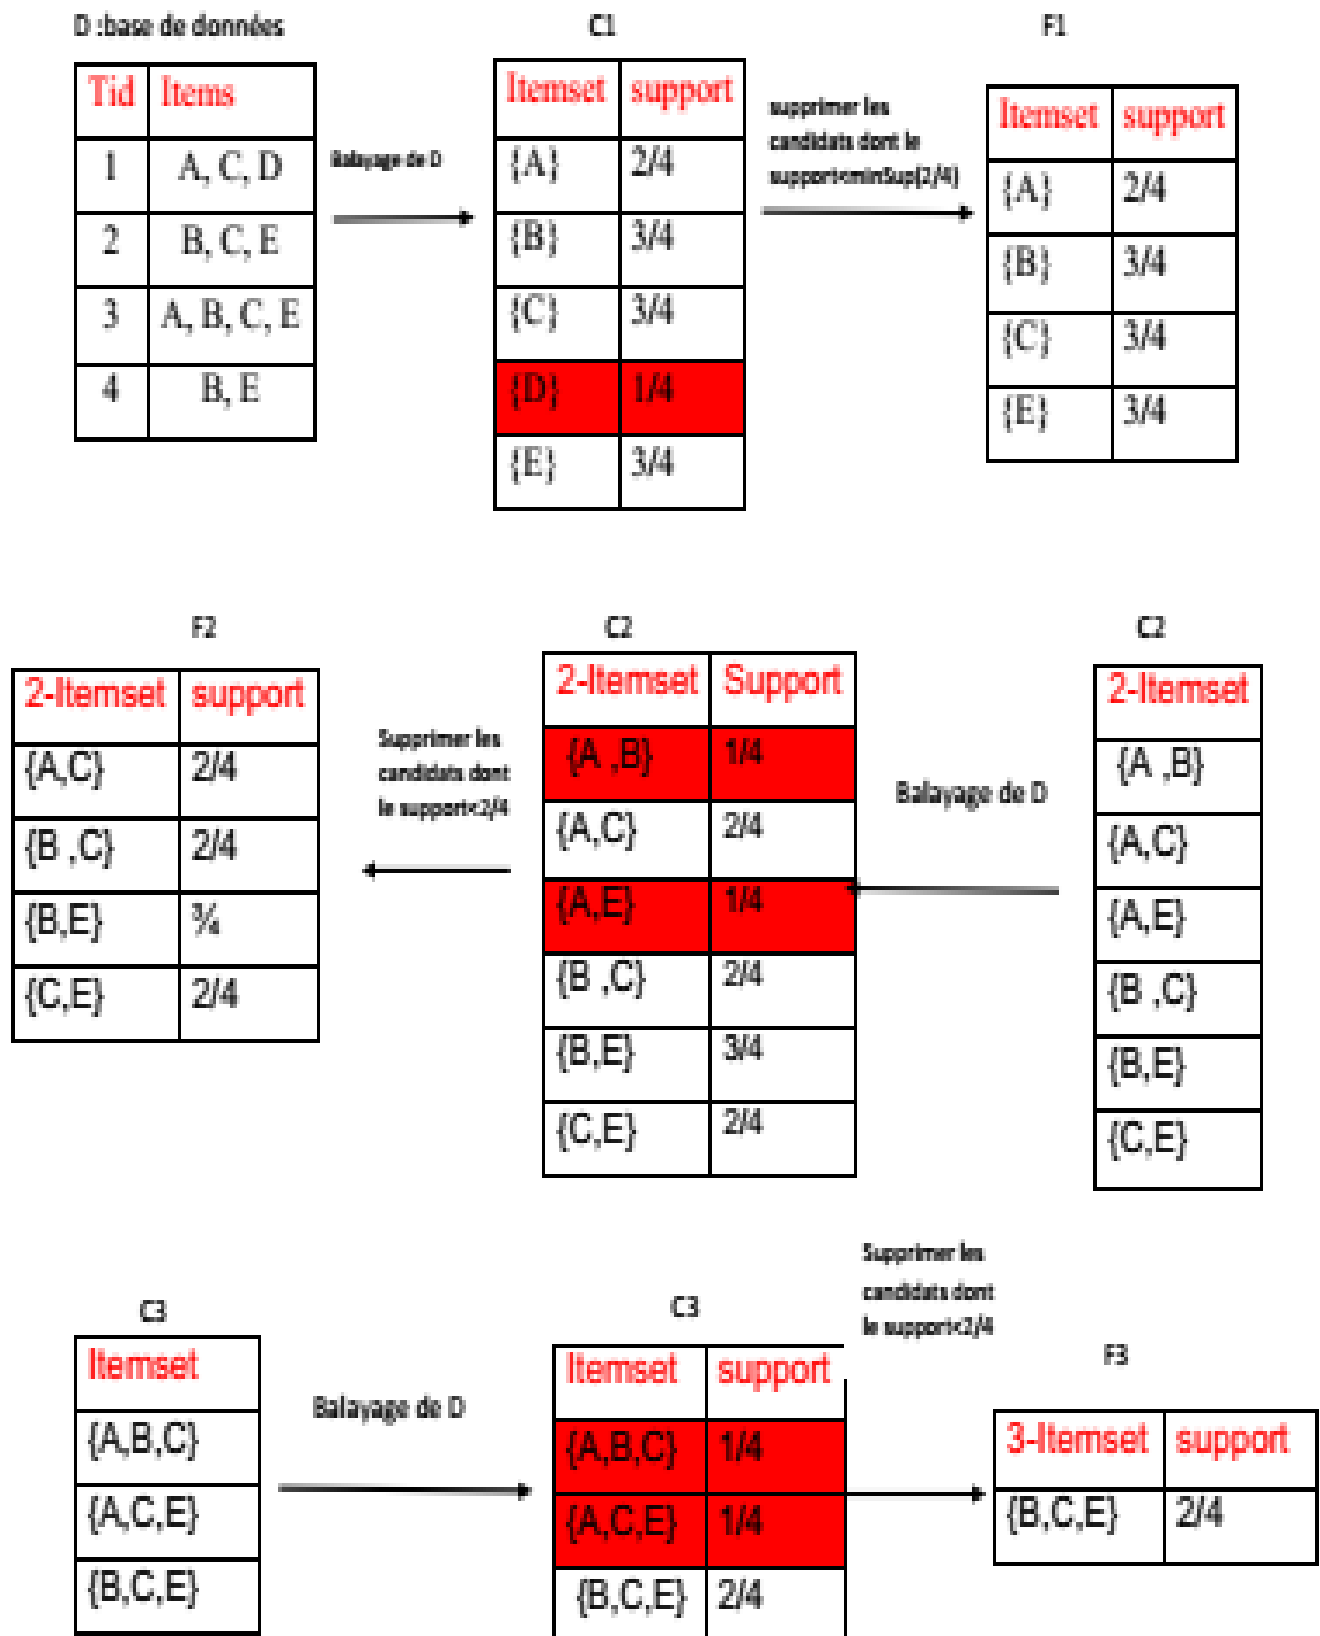 D :base de données
C1
F1
Tid Items
1 A, C, D
2 B, C, E
3 A, B, C, E
4 B, E
Balayage de D
Itemset support
{A} 2/4
{B} 3/4
{C} 3/4
{D} 1/4
{E} 3/4
supprimer les
candidats dont le
support<minSup(2/4)
Itemset support
{A} 2/4
{B} 3/4
{C} 3/4
{E} 3/4
F2
C2
C2
2-Itemset support
{A,C} 2/4
{B ,C} 2/4
{B,E} ¾
{C,E} 2/4
Supprimer les
candidats dont
le support<2/4
2-Itemset Support
{A ,B} 1/4
{A,C} 2/4
{A,E} 1/4
{B ,C} 2/4
{B,E} 3/4
{C,E} 2/4
Balayage de D
2-Itemset
{A ,B}
{A,C}
{A,E}
{B ,C}
{B,E}
{C,E}
C3
Itemset
{A,B,C}
{A,C,E}
{B,C,E}
Balayage de D
C3
Itemset support
{A,B,C} 1/4
{A,C,E} 1/4
{B,C,E} 2/4
Supprimer les
candidats dont
le support<2/4
F3
3-Itemset support
{B,C,E} 2/4